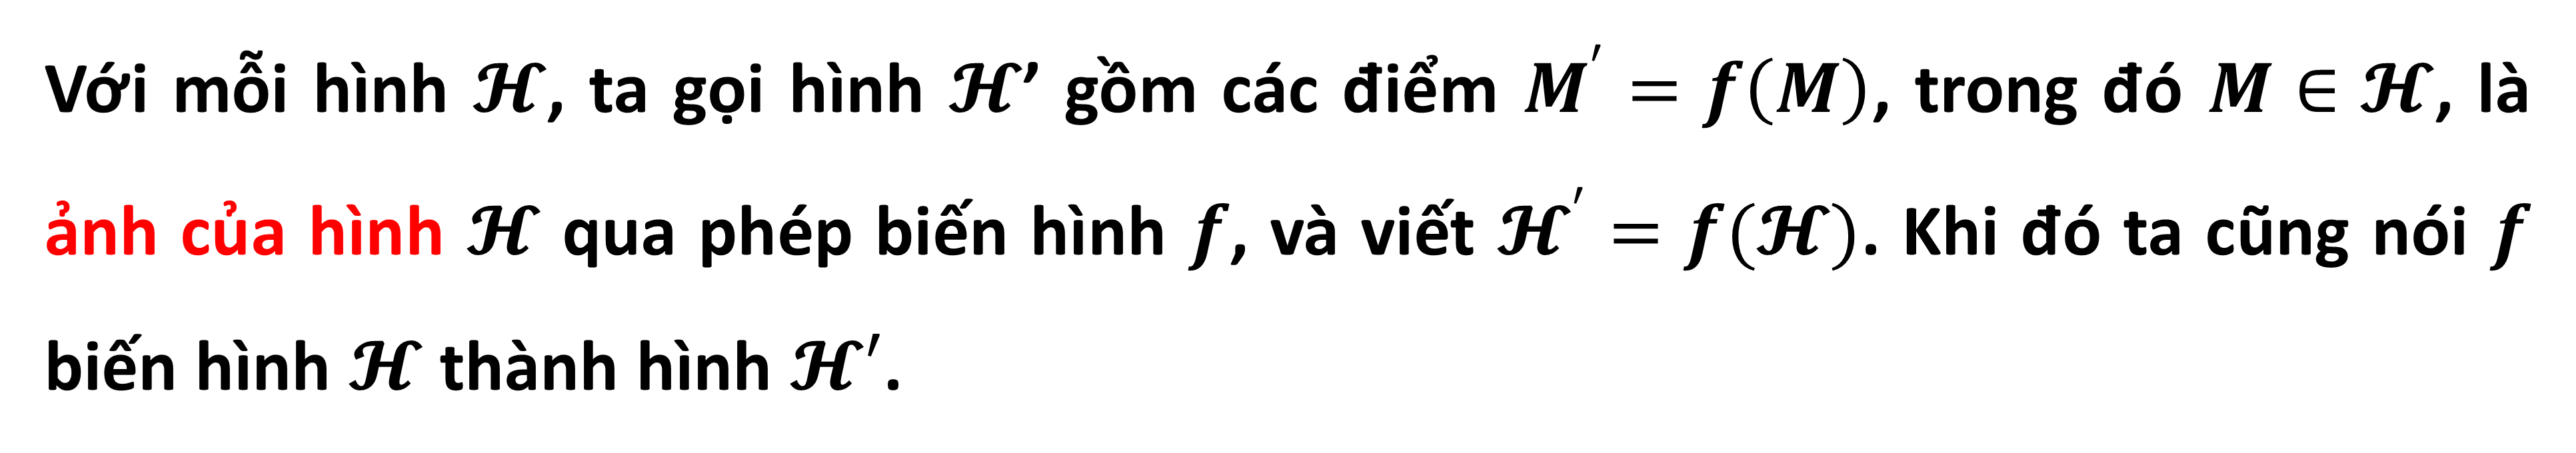 Với mỗi hình ℋ, ta gọi hình ℋ’ gồm các điểm M′ = f(M), trong đó M ∈ ℋ, là
ảnh của hình ℋ qua phép biến hình f, và viết ℋ′ = f(ℋ). Khi đó ta cũng nói f
biến hình ℋ thành hình ℋ′.